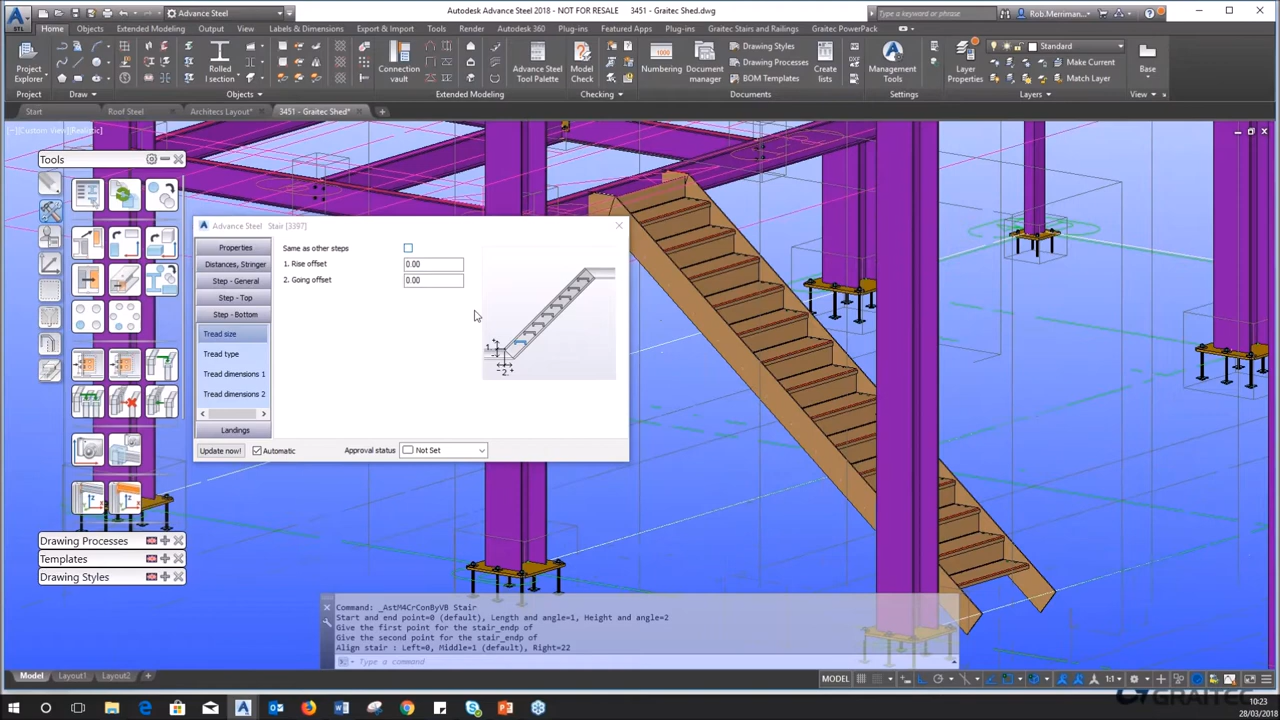 Advance Steel
Autodesk Advance Steel 2018 - NOT FOR RESALE 3451 - Graitec Shed.dwg
Type a keyword or phrase
Rob.Merriman...
STL
Home Objects Extended Modeling Output View Labels & Dimensions Export & Import Tools Render Autodesk 360 Plug-ins Featured Apps Plug-ins Graitec Stairs and Railings Graitec PowerPack
Project Explorer
Rolled I section
Connection vault
Advance Steel Tool Palette
Model Check
Numbering
Document manager
Drawing Styles
Drawing Processes
BOM Templates
Create lists
DXF
Management Tools
Layer Properties
Standard
Make Current
Match Layer
Base
Project Draw Objects Extended Modeling Checking Documents Settings Layers View
Start Roof Steel Architects Layout* 3451 - Graitec Shed*
[−][Custom View][Realistic]
Tools
Advance Steel Stair [3397]
Properties
Distances, Stringer
Step - General
Step - Top
Step - Bottom
Tread size
Tread type
Tread dimensions 1
Tread dimensions 2
Landings
Same as other steps
1. Rise offset 0.00
2. Going offset 0.00
Update now! Automatic Approval status Not Set
Drawing Processes
Templates
Drawing Styles
Command: _AstM4CrConByVB Stair
Start and end point=0 (default), Length and angle=1, Height and angle=2
Give the first point for the stair_endp of
Give the second point for the stair_endp of
Align stair : Left=0, Middle=1 (default), Right=22
Type a command
Model Layout1 Layout2 +
MODEL 1:1
GRAITEC
10:23
28/03/2018